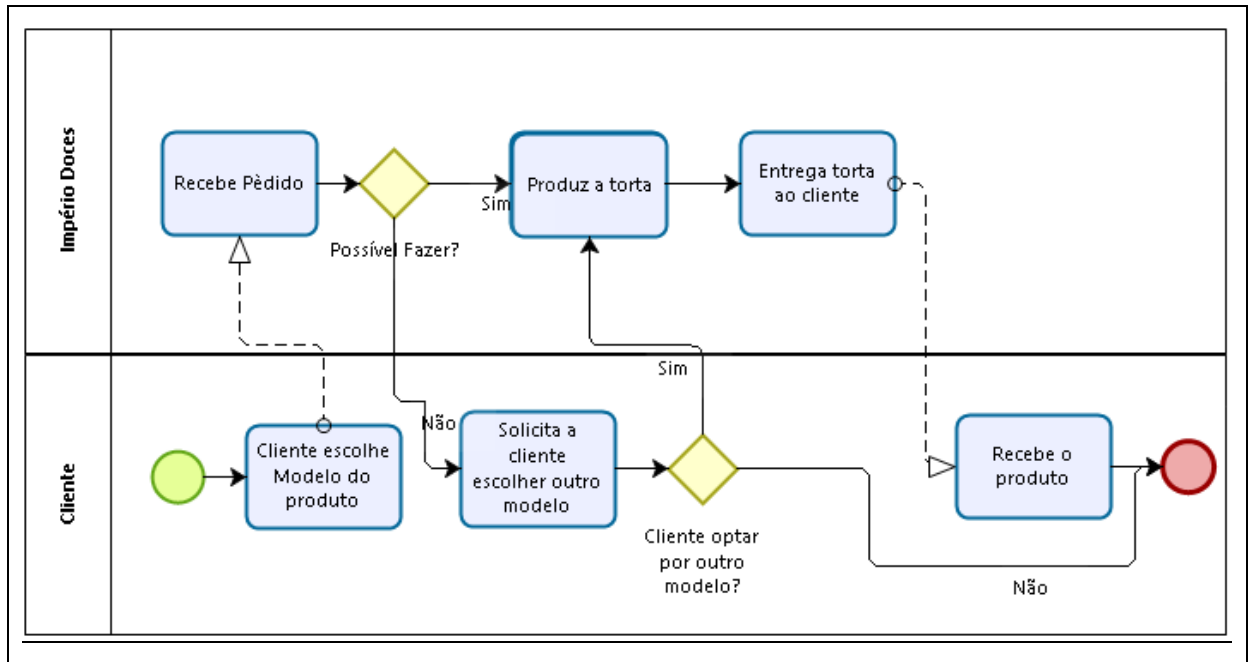 Império Doces
Recebe Pèdido
Possível Fazer?
Sim
Produz a torta
Entrega torta
ao cliente
Cliente
Cliente escolhe
Modelo do
produto
Não
Solicita a
cliente
escolher outro
modelo
Sim
Cliente optar
por outro
modelo?
Não
Recebe o
produto